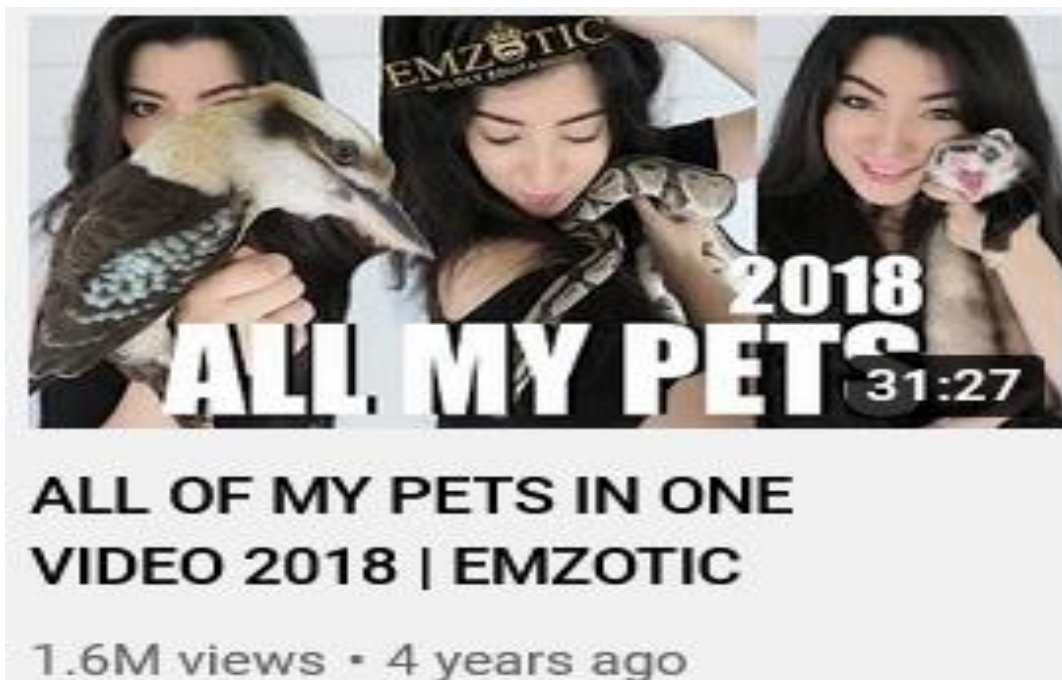 EMZOTIC
2018
ALL MY PETS
31:27
ALL OF MY PETS IN ONE
VIDEO 2018 | EMZOTIC
1.6M views • 4 years ago